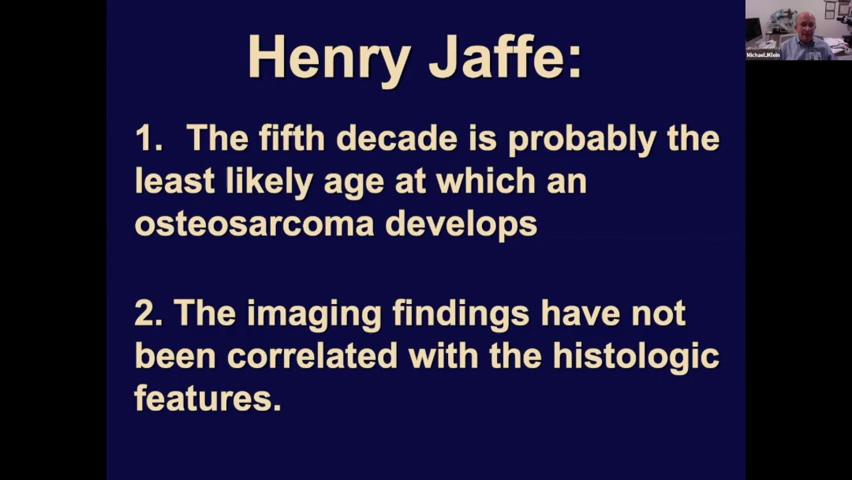 Henry Jaffe:
1. The fifth decade is probably the
least likely age at which an
osteosarcoma develops
2. The imaging findings have not
been correlated with the histologic
features.
MichaelJKlein